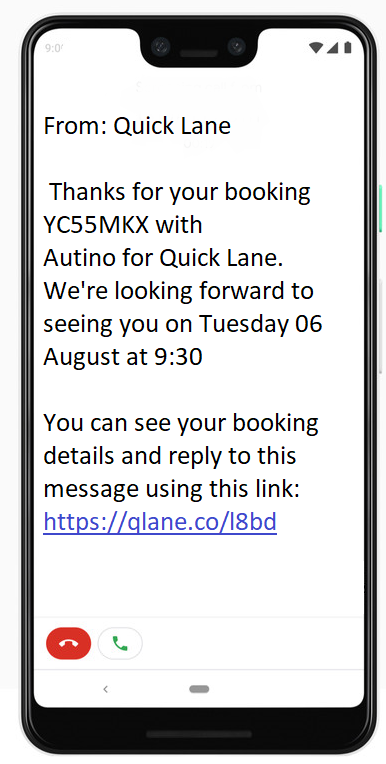 9:0
From: Quick Lane
Thanks for your booking
YC55MKX with
Autino for Quick Lane.
We're looking forward to
seeing you on Tuesday 06
August at 9:30
You can see your booking
details and reply to this
message using this link:
https://qlane.co/l8bd